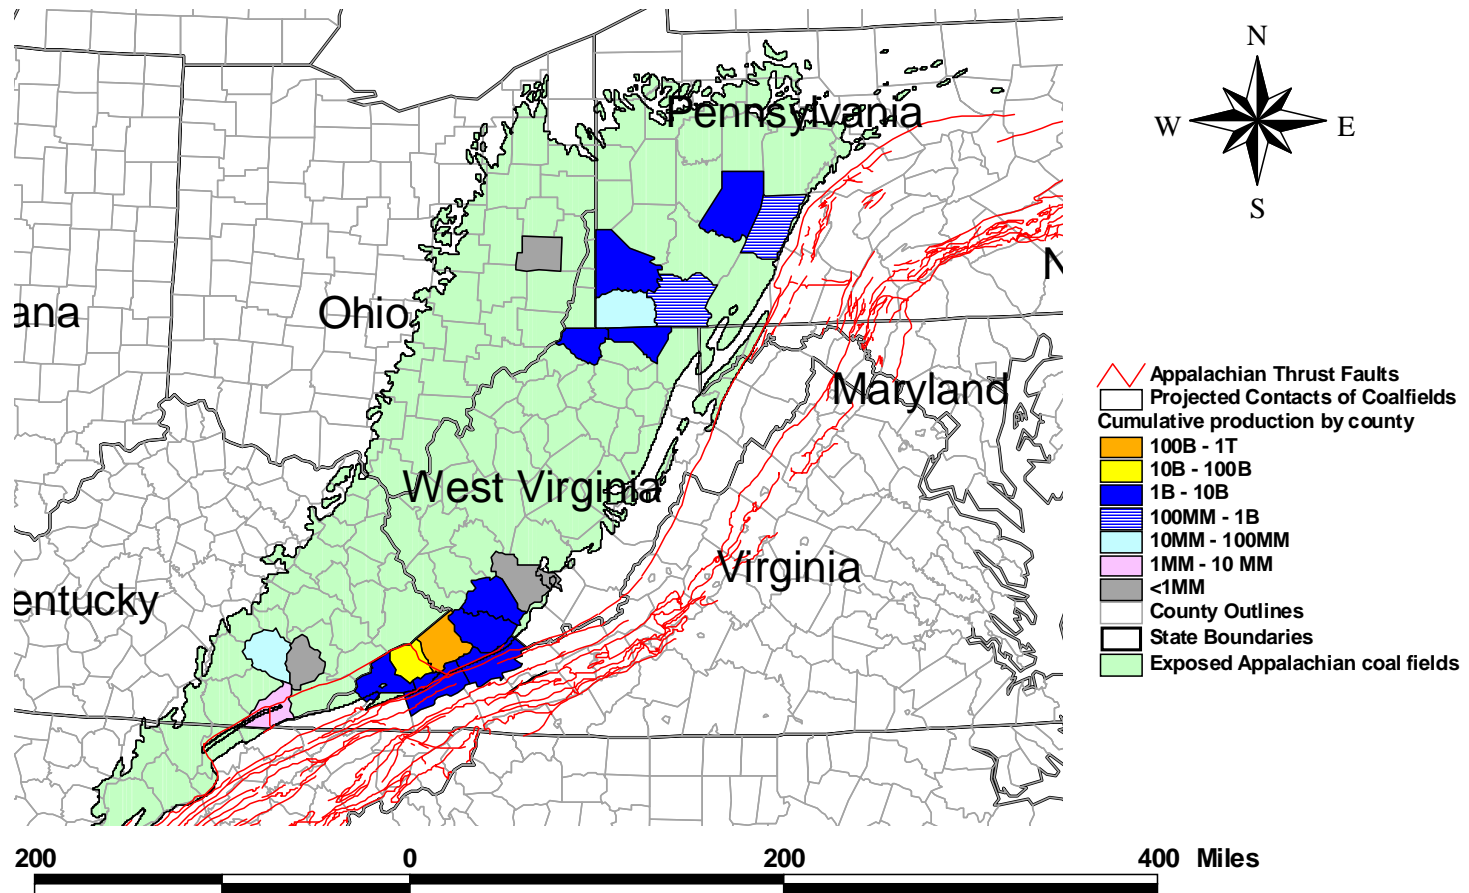 N
W E
S
Pennsylvania
N
ana
Ohio
Maryland
West Virginia
Virginia
entucky
Appalachian Thrust Faults
Projected Contacts of Coalfields
Cumulative production by county
100B - 1T
10B - 100B
1B - 10B
100MM - 1B
10MM - 100MM
1MM - 10 MM
<1MM
County Outlines
State Boundaries
Exposed Appalachian coal fields
200 0 200 400 Miles